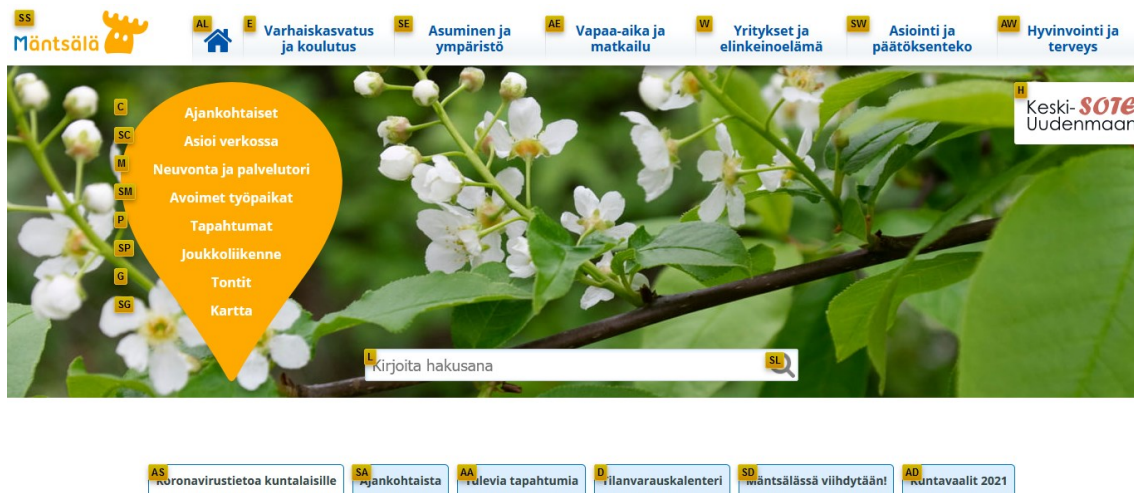 SS
Mäntsälä
AL
E Varhaiskasvatus
ja koulutus
SE Asuminen ja
ympäristö
AE Vapaa-aika ja
matkailu
W Yritykset ja
elinkeinoelämä
SW Asiointi ja
päätöksenteko
AW Hyvinvointi ja
terveys
C Ajankohtaiset
SC Asioi verkossa
M Neuvonta ja palvelutori
SM Avoimet työpaikat
P Tapahtumat
SP Joukkoliikenne
G Tontit
SG Kartta
H
Keski- SOTE
Uudenmaan
L Kirjoita hakusana SL
AS Koronavirustietoa kuntalaisille
SA Ajankohtaista
AA Tulevia tapahtumia
D Tilanvarauskalenteri
SD Mäntsälässä viihdytään!
AD Kuntavaalit 2021